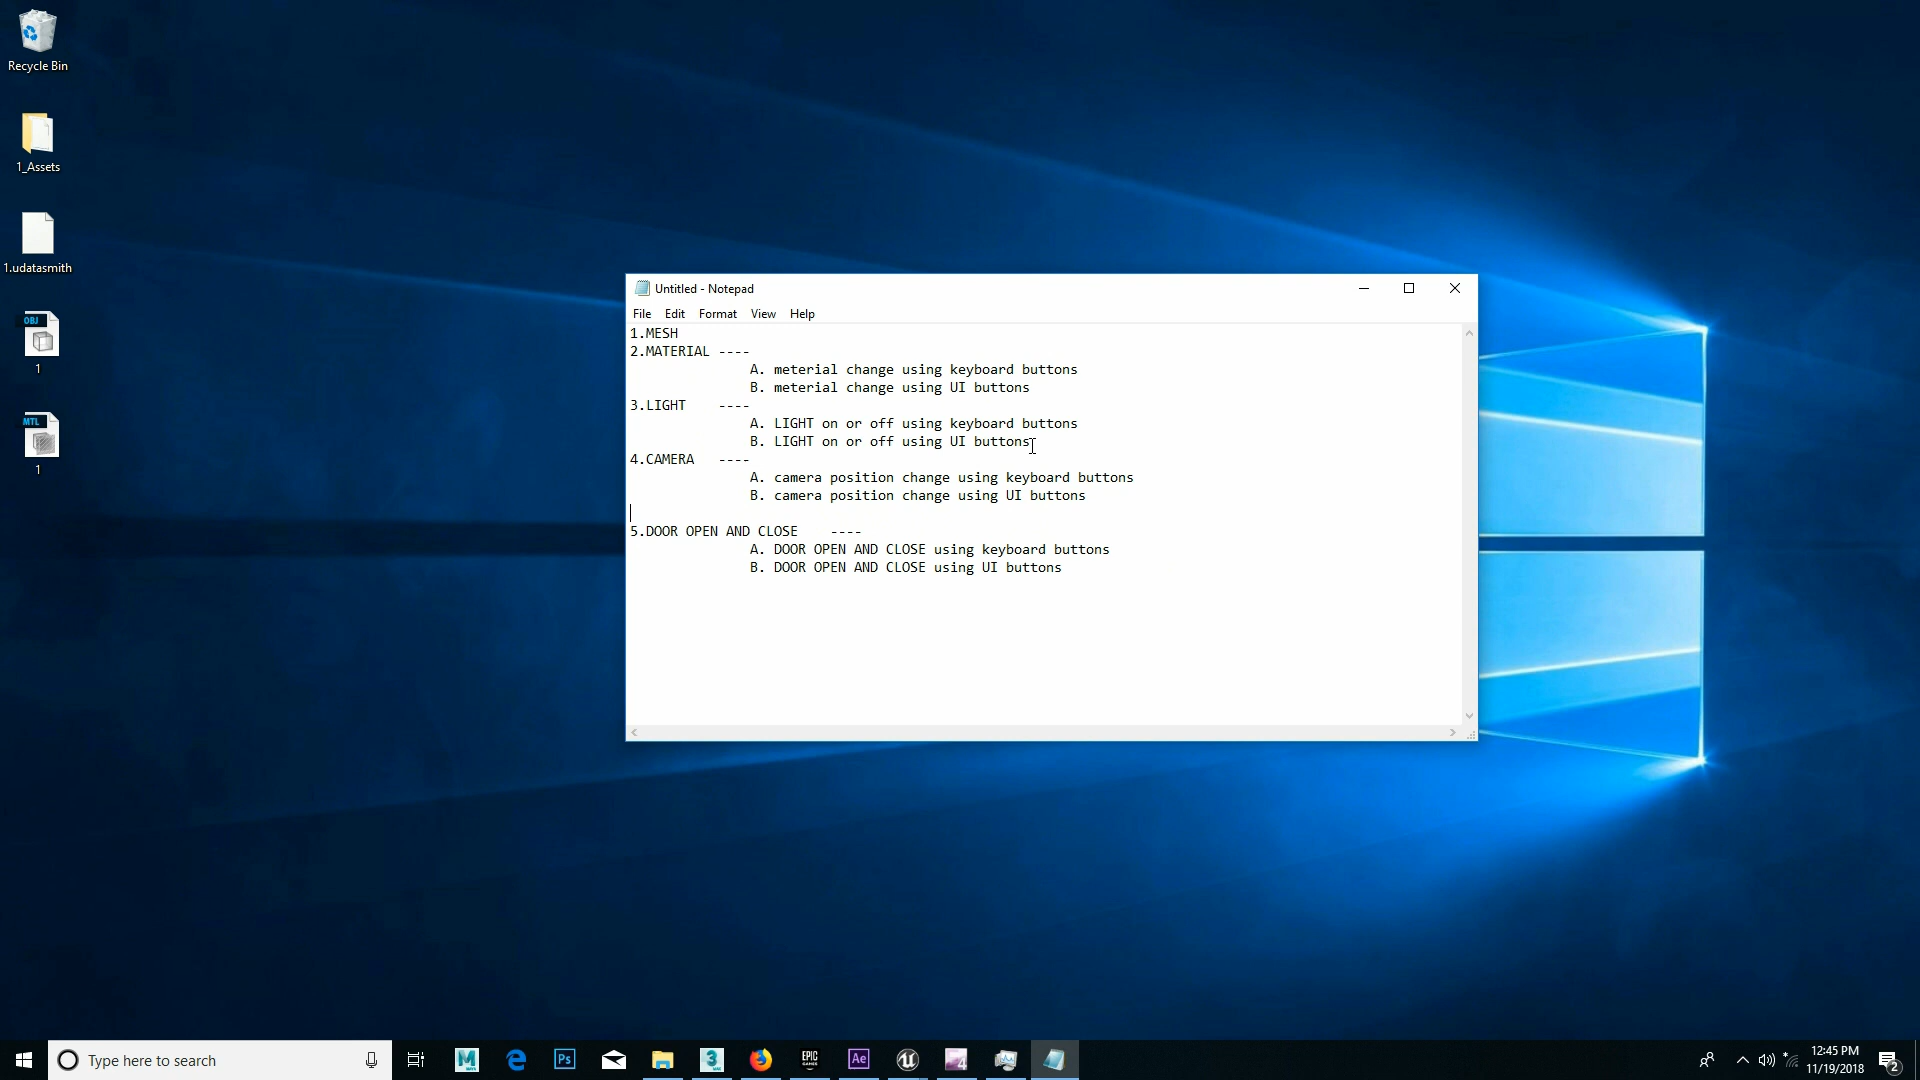 Recycle Bin
1_Assets
1.udatasmith
OBJ
1
MTL
1
Untitled - Notepad
File Edit Format View Help
1.MESH
2.MATERIAL ----
A. meterial change using keyboard buttons
B. meterial change using UI buttons
3.LIGHT ----
A. LIGHT on or off using keyboard buttons
B. LIGHT on or off using UI buttons
4.CAMERA ----
A. camera position change using keyboard buttons
B. camera position change using UI buttons
5.DOOR OPEN AND CLOSE ----
A. DOOR OPEN AND CLOSE using keyboard buttons
B. DOOR OPEN AND CLOSE using UI buttons
Type here to search
M
Ps
3
EPIC GAMES
Ae
4
12:45 PM
11/19/2018
2